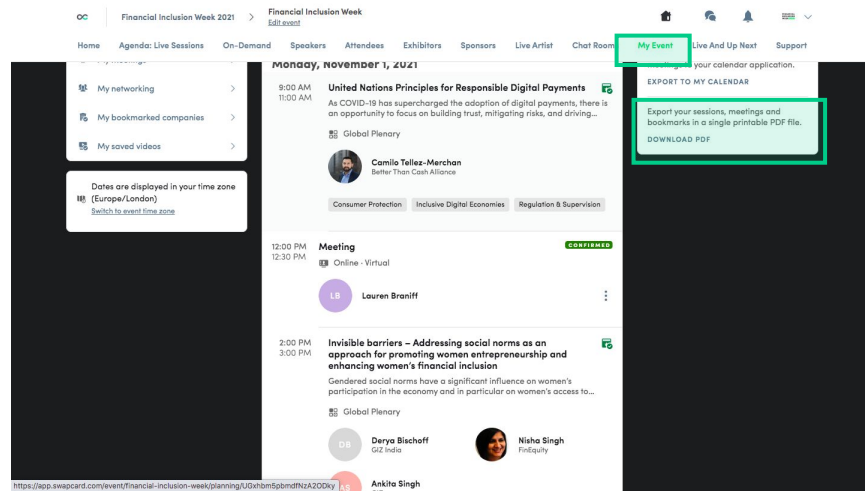 OC
Financial Inclusion Week 2021 >
Financial Inclusion Week
Edit event
Home Agenda: Live Sessions On-Demand Speakers Attendees Exhibitors Sponsors Live Artist Chat Room My Event Live And Up Next Support
My networking
My bookmarked companies
My saved videos
Dates are displayed in your time zone
(Europe/London)
Switch to event time zone
Monday, November 1, 2021
9:00 AM
11:00 AM
United Nations Principles for Responsible Digital Payments
As COVID-19 has supercharged the adoption of digital payments, there is
an opportunity to focus on building trust, mitigating risks, and driving...
Global Plenary
Camilo Tellez-Merchan
Better Than Cash Alliance
Consumer Protection Inclusive Digital Economies Regulation & Supervision
12:00 PM
12:30 PM
Meeting
CONFIRMED
Online - Virtual
LB
Lauren Braniff
2:00 PM
3:00 PM
Invisible barriers – Addressing social norms as an
approach for promoting women entrepreneurship and
enhancing women's financial inclusion
Gendered social norms have a significant influence on women's
participation in the economy and in particular on women's access to...
Global Plenary
DB
Derya Bischoff
GIZ India
Nisha Singh
FinEquity
AS
Ankita Singh
your calendar application.
EXPORT TO MY CALENDAR
Export your sessions, meetings and
bookmarks in a single printable PDF file.
DOWNLOAD PDF
https://app.swapcard.com/event/financial-inclusion-week/planning/UGxhbm5pbmdfNzA2ODky